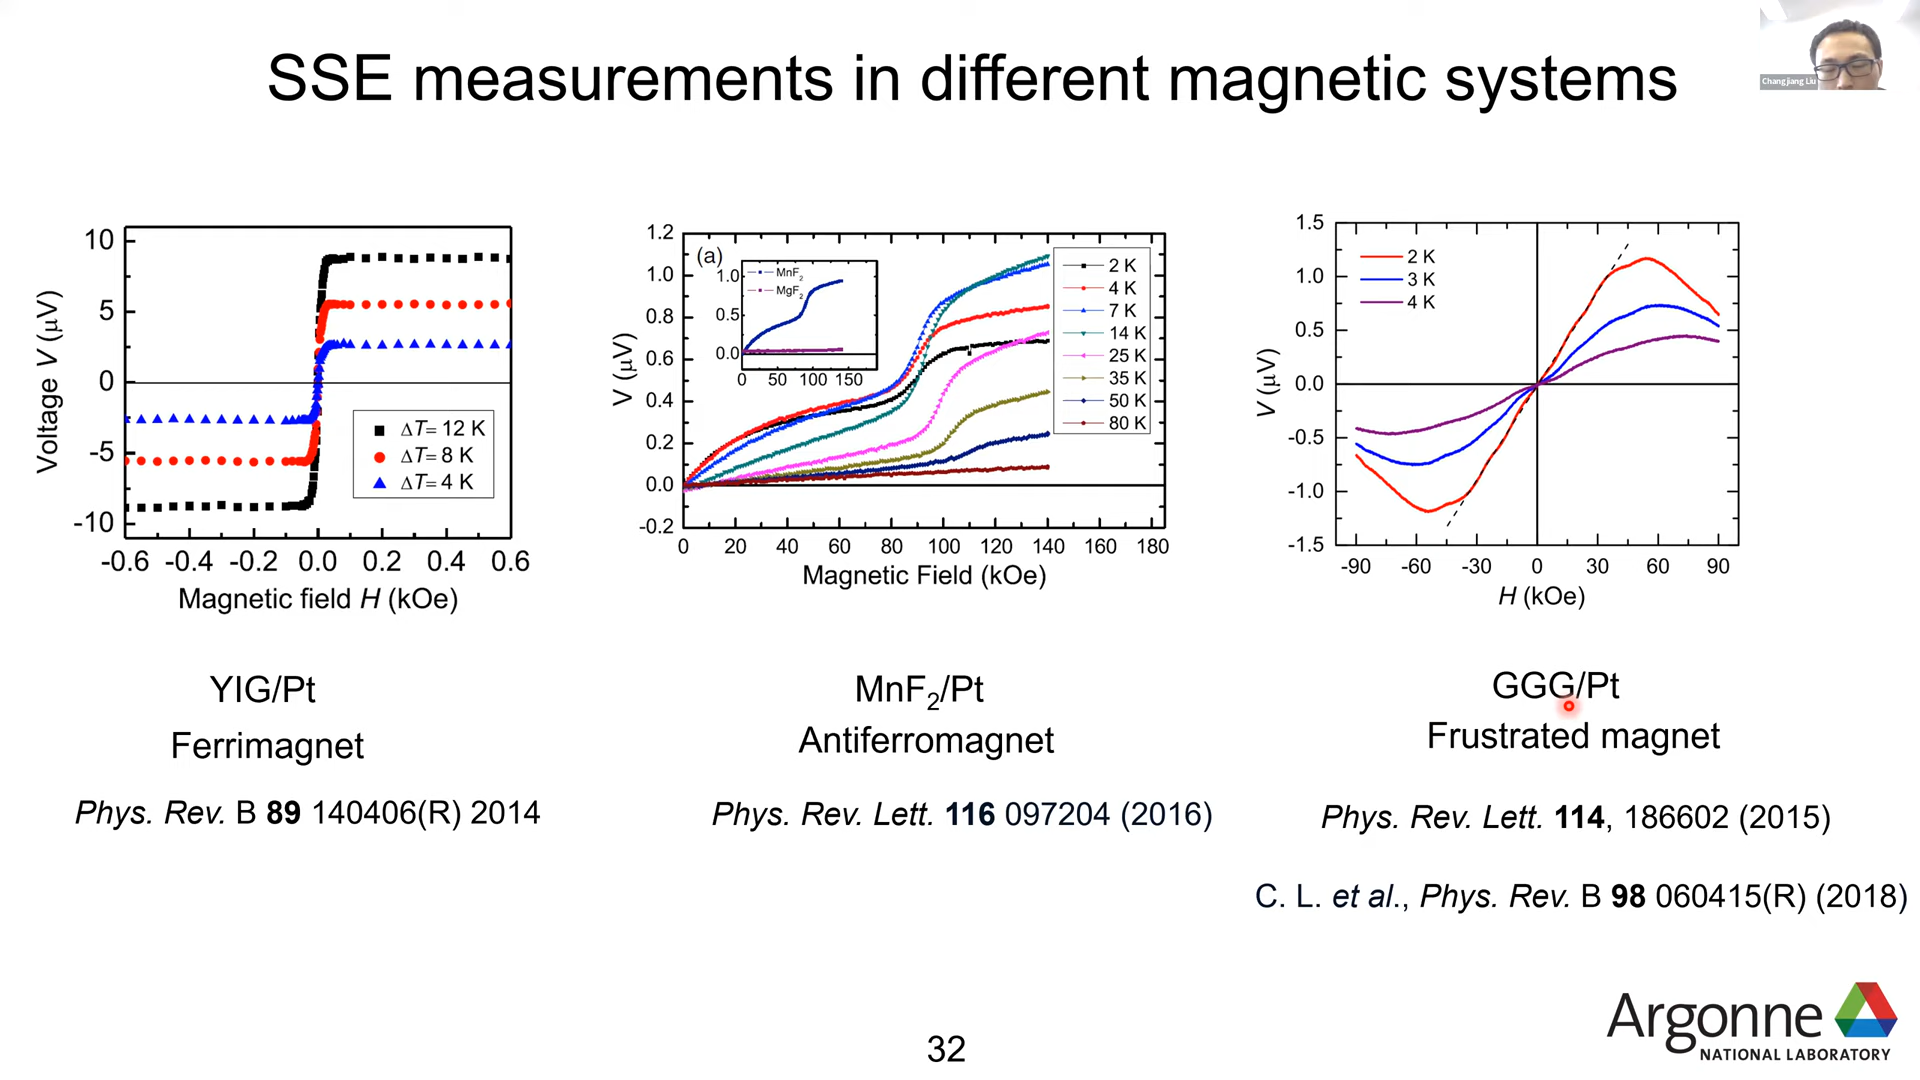 SSE measurements in different magnetic systems
Changjiang Liu
10
5
0
-5
-10
Voltage V (μV)
-0.6 -0.4 -0.2 0.0 0.2 0.4 0.6
Magnetic field H (kOe)
ΔT= 12 K
ΔT= 8 K
ΔT= 4 K
1.2
1.0
0.8
0.6
0.4
0.2
0.0
-0.2
V (μV)
0 20 40 60 80 100 120 140 160 180
Magnetic Field (kOe)
(a)
MnF2
MgF2
1.0
0.5
0.0
0 50 100 150
2 K
4 K
7 K
14 K
25 K
35 K
50 K
80 K
1.5
1.0
0.5
0.0
-0.5
-1.0
-1.5
V (μV)
-90 -60 -30 0 30 60 90
H (kOe)
2 K
3 K
4 K
YIG/Pt
Ferrimagnet
Phys. Rev. B 89 140406(R) 2014
MnF2/Pt
Antiferromagnet
Phys. Rev. Lett. 116 097204 (2016)
GGG/Pt
Frustrated magnet
Phys. Rev. Lett. 114, 186602 (2015)
C. L. et al., Phys. Rev. B 98 060415(R) (2018)
32
Argonne
NATIONAL LABORATORY